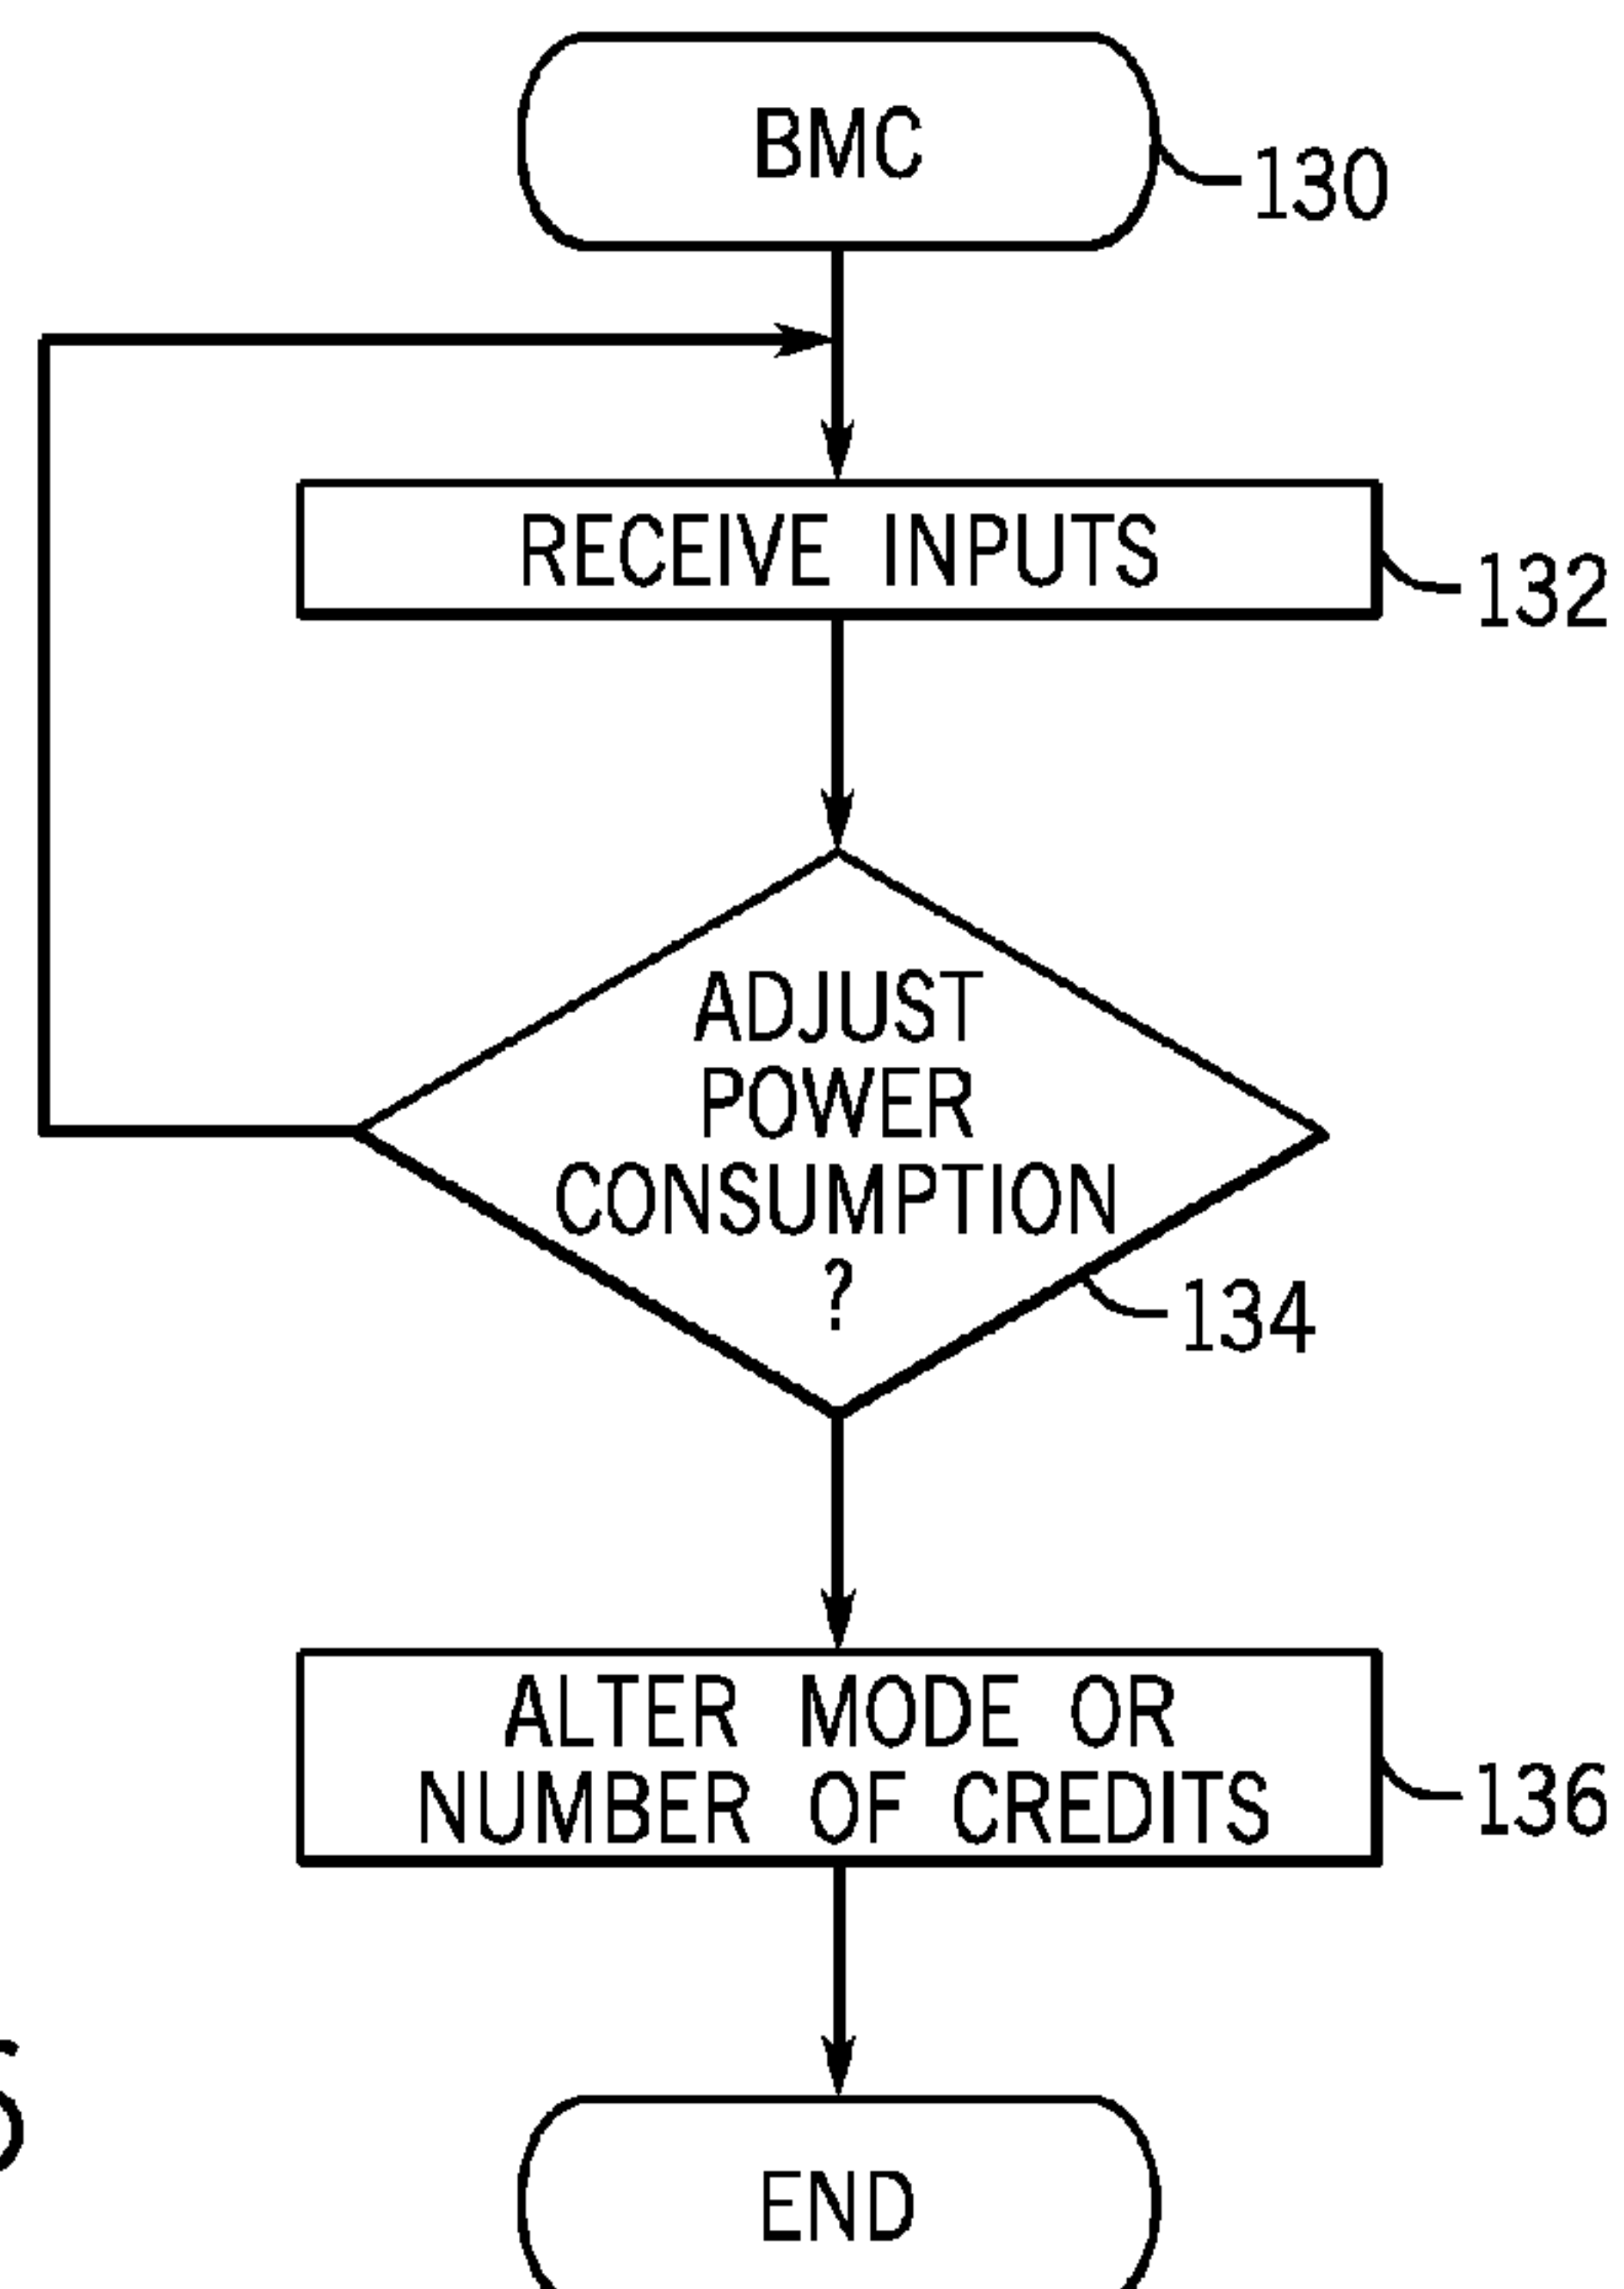 BMC
130
RECEIVE INPUTS
132
ADJUST
POWER
CONSUMPTION
?
134
ALTER MODE OR
NUMBER OF CREDITS
136
END